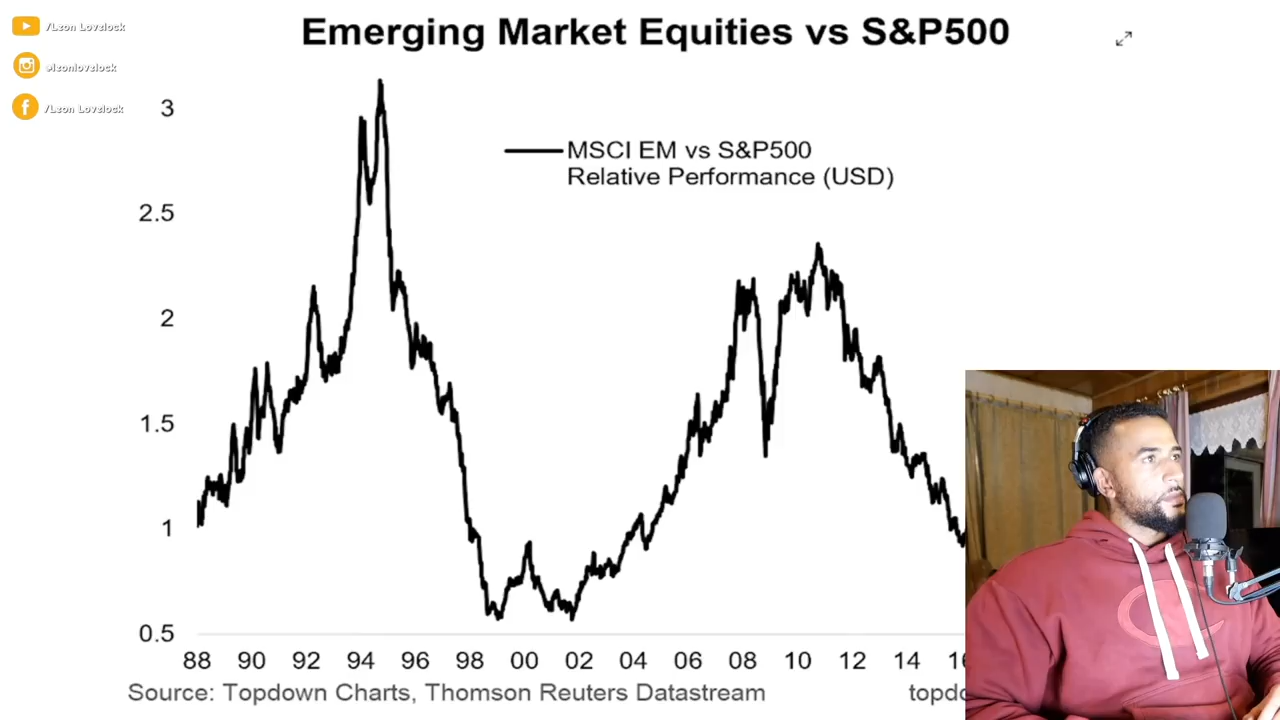 /Leon Lovelock
@leonlovelock
/Leon Lovelock
Emerging Market Equities vs S&P500
MSCI EM vs S&P500
Relative Performance (USD)
3
2.5
2
1.5
1
0.5
88 90 92 94 96 98 00 02 04 06 08 10 12 14
Source: Topdown Charts, Thomson Reuters Datastream